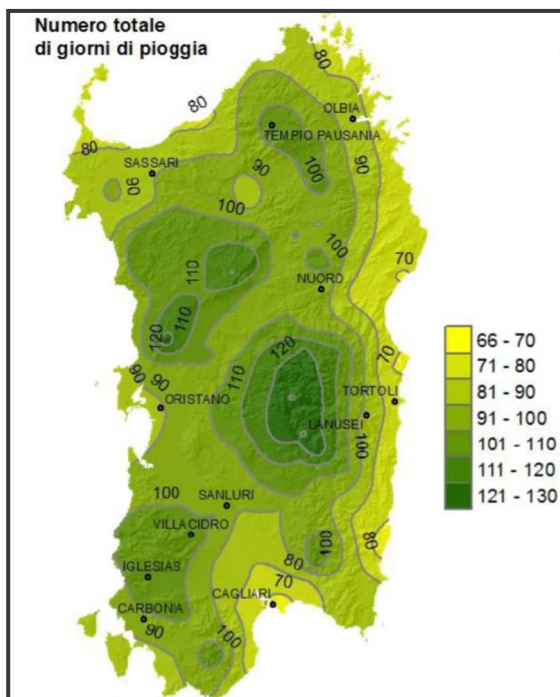 Numero totale
di giorni di pioggia
80
80
OLBIA
TEMPIO PAUSANIA
80
SASSARI
90
100
90
90
100
110
100
70
NUORO
110
120
120
70
90
90
110
ORISTANO
TORTOLI
LANUSEI
100
100
SANLURI
VILLACIDRO
100
80
80
IGLESIAS
70
CAGLIARI
CARBONIA
90
100
66 - 70
71 - 80
81 - 90
91 - 100
101 - 110
111 - 120
121 - 130